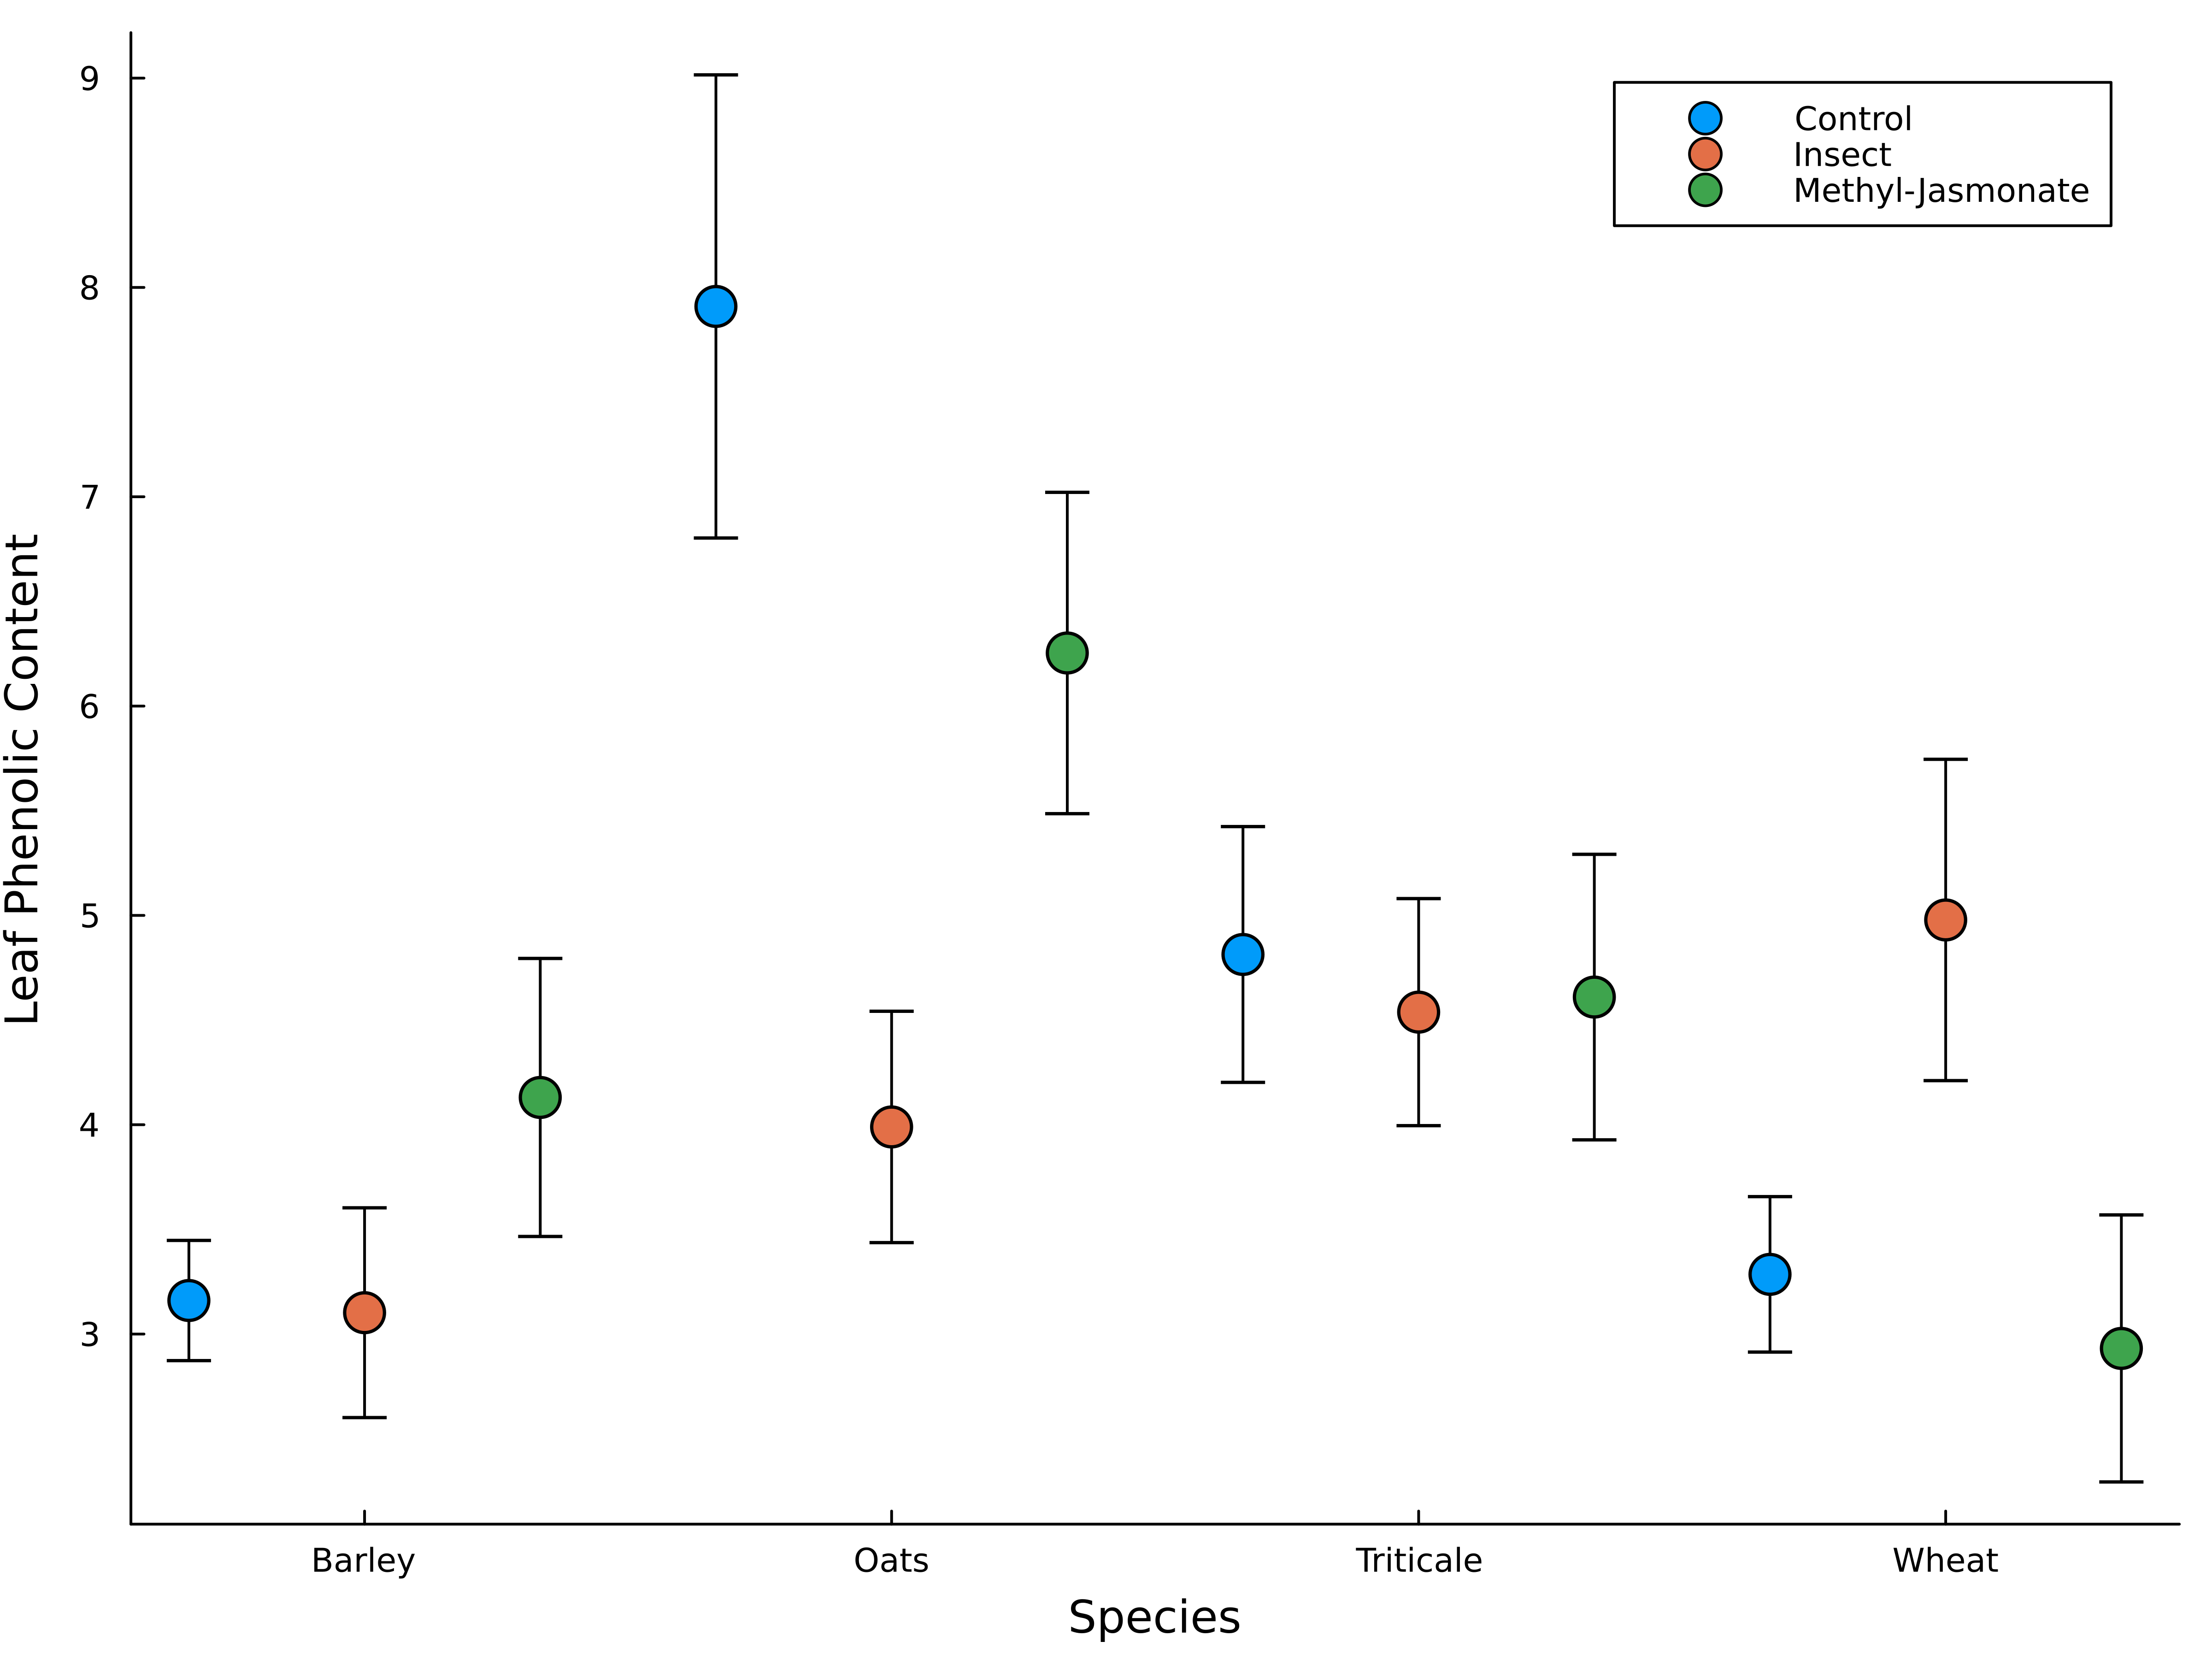 9
8
7
6
5
4
3
Leaf Phenolic Content
Control
Insect
Methyl-Jasmonate
Barley
Oats
Triticale
Wheat
Species